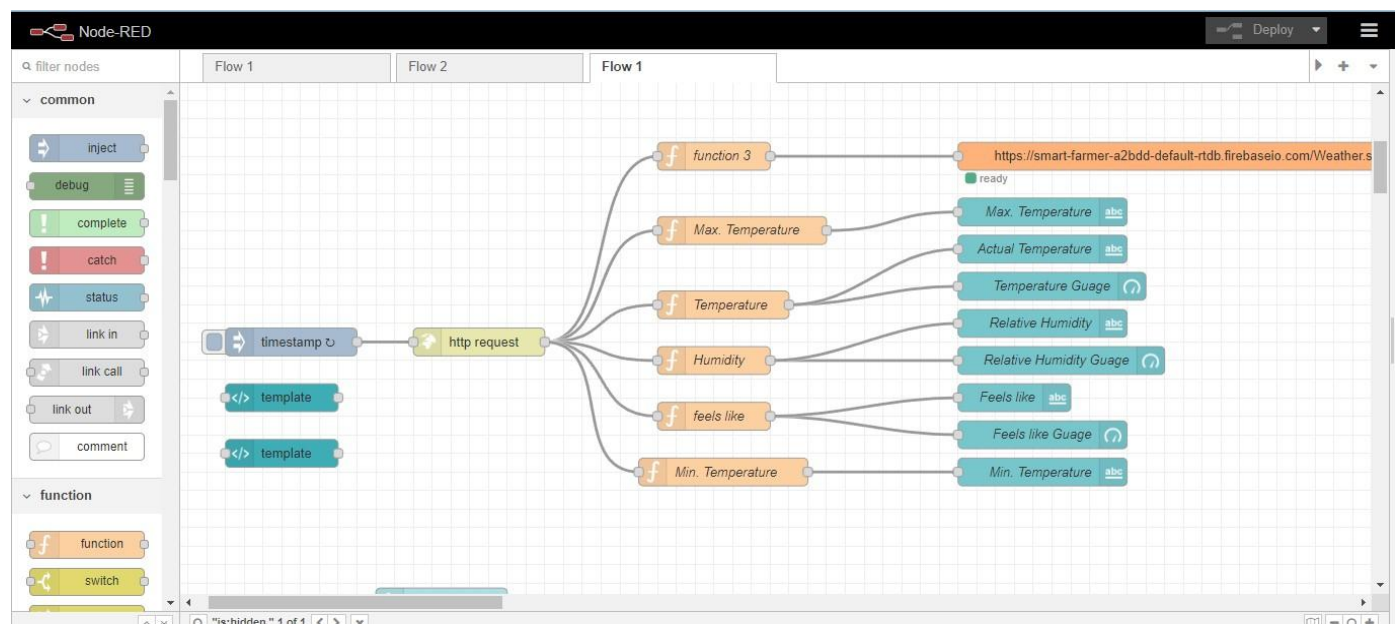 Node-RED
Deploy
filter nodes
Flow 1
Flow 2
Flow 1
common
inject
debug
complete
catch
status
link in
link call
link out
comment
function
function
switch
timestamp ↻
http request
template
template
function 3
Max. Temperature
Temperature
Humidity
feels like
Min. Temperature
https://smart-farmer-a2bdd-default-rtdb.firebaseio.com/Weather.s
ready
Max. Temperature abc
Actual Temperature abc
Temperature Guage
Relative Humidity abc
Relative Humidity Guage
Feels like abc
Feels like Guage
Min. Temperature abc
"is:hidden " 1 of 1